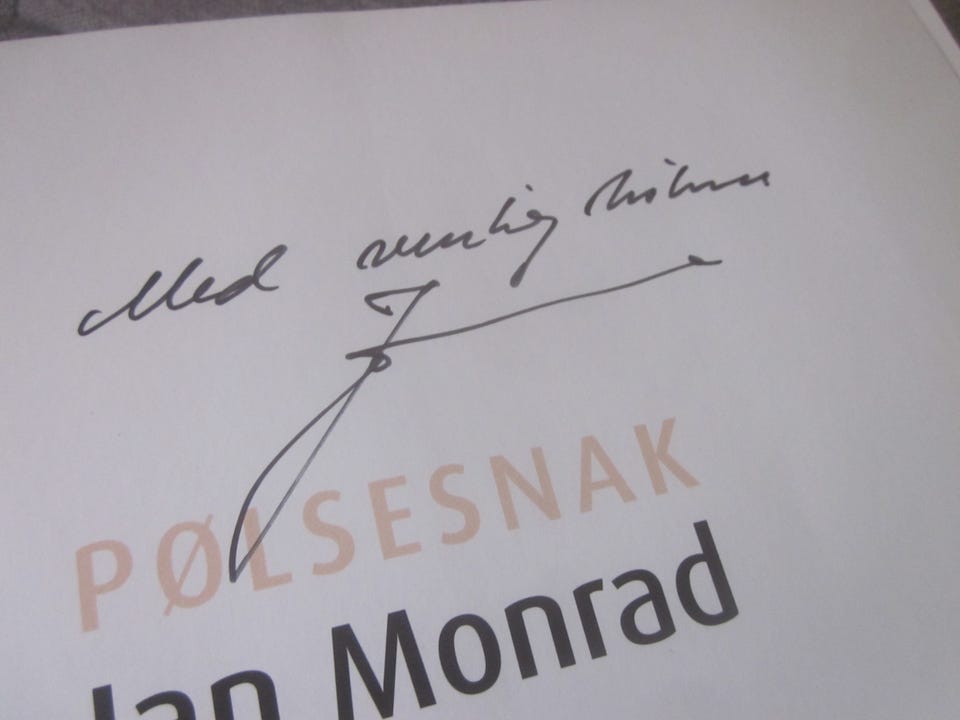 Med venlig hilsen
PØLSESNAK
Jan Monrad